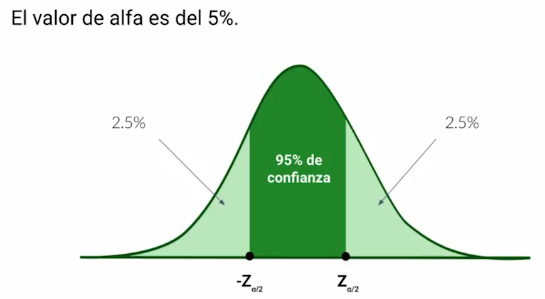 El valor de alfa es del 5%.
2.5%
2.5%
95% de
confianza
-Zα/2
Zα/2